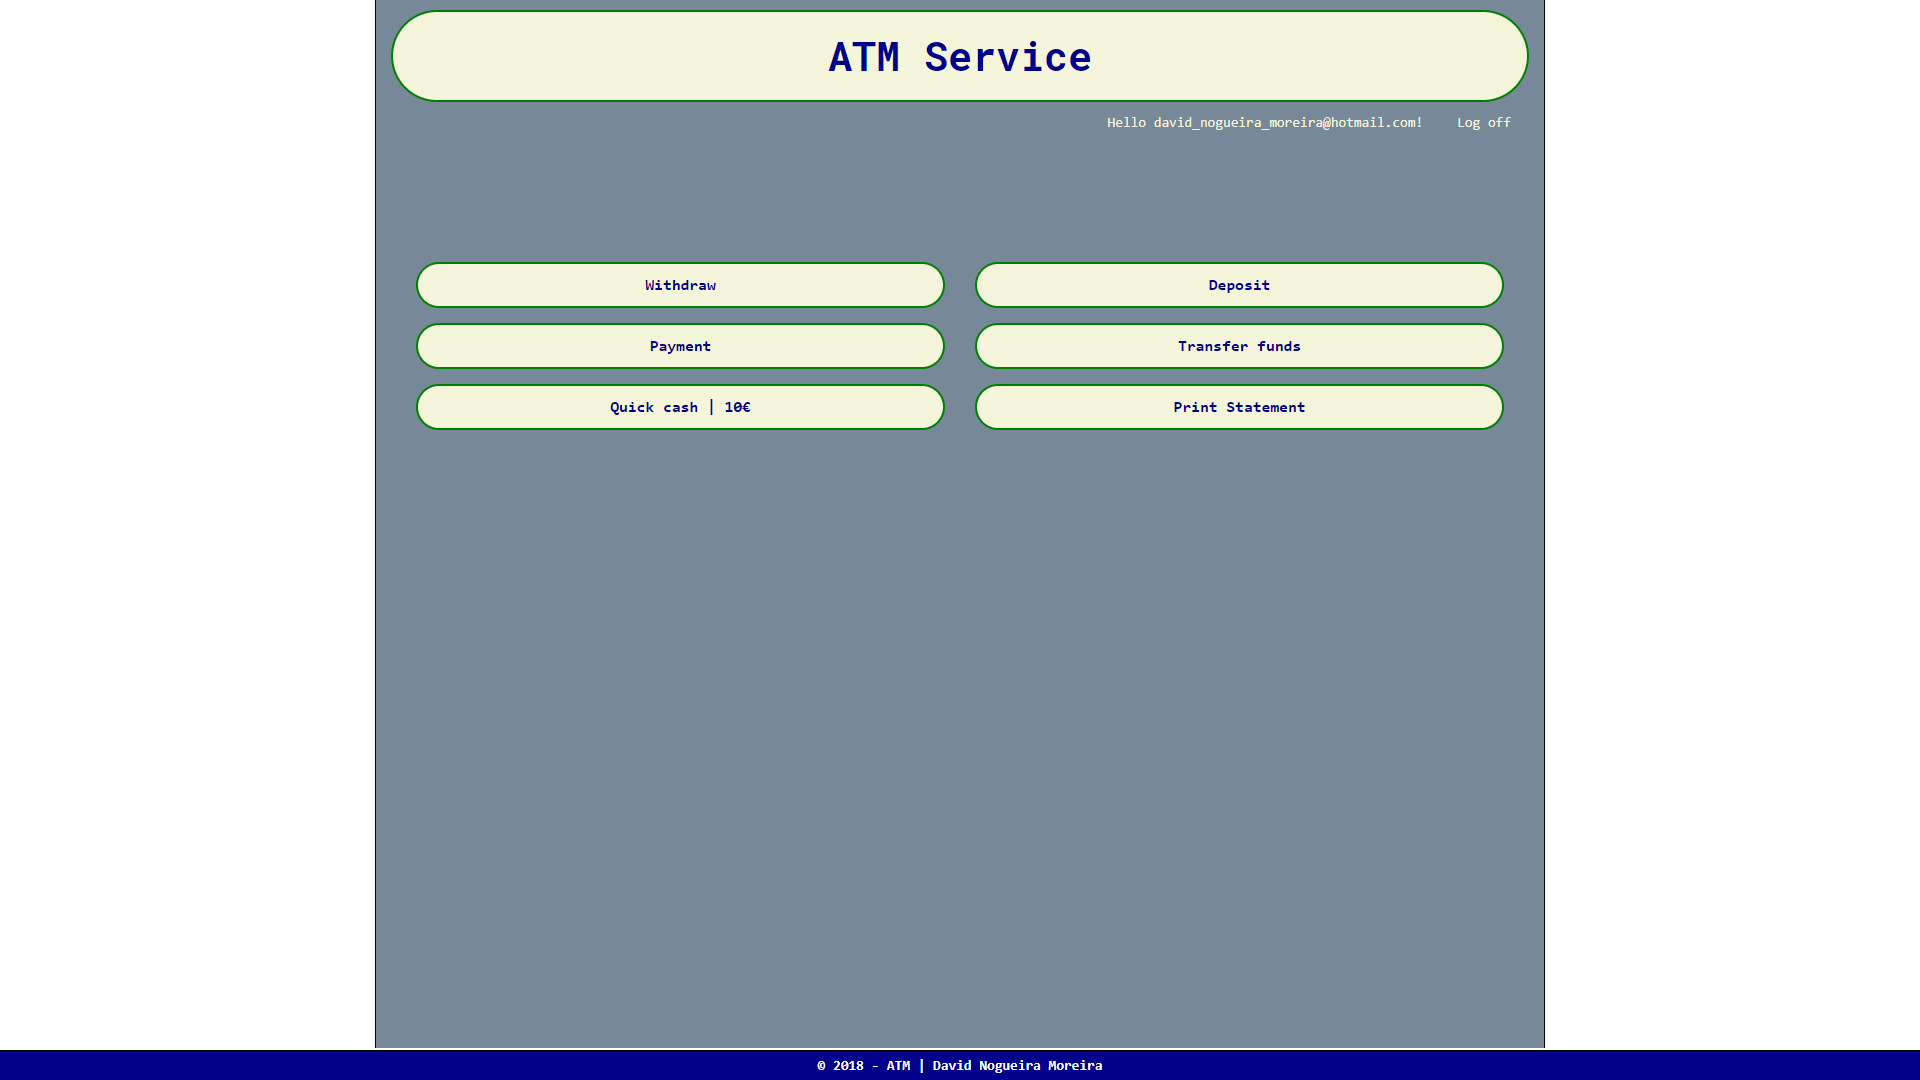 ATM Service
Hello david_nogueira_moreira@hotmail.com! Log off
Withdraw Deposit
Payment Transfer funds
Quick cash | 10€ Print Statement
© 2018 - ATM | David Nogueira Moreira